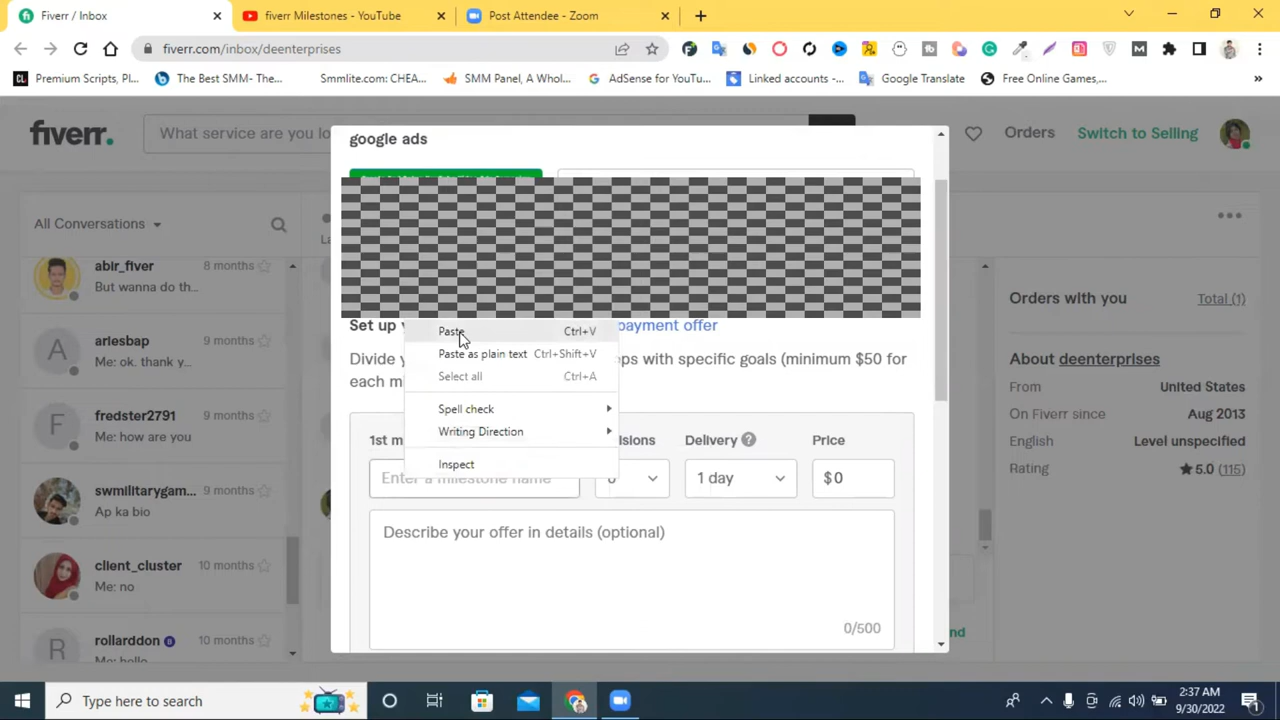 Fiverr / Inbox
fiverr Milestones - YouTube
Post Attendee - Zoom
fiverr.com/inbox/deenterprises
Premium Scripts, Pl...
The Best SMM- The...
Smmlite.com: CHEA...
SMM Panel, A Whol...
AdSense for YouTu...
Linked accounts -...
Google Translate
Free Online Games,...
fiverr.
What service are you lo
Orders
Switch to Selling
google ads
All Conversations
abir_fiver
8 months
But wanna do th...
arlesbap
9 months
Me: ok. thank y...
fredster2791
9 months
Me: how are you
swmilitarygam...
9 months
Ap ka bio
client_cluster
10 months
Me: no
rollarddon
10 months
Me: hello
Set up
payment offer
Divide
eps with specific goals (minimum $50 for
each m
Paste
Ctrl+V
Paste as plain text
Ctrl+Shift+V
Select all
Ctrl+A
Spell check
Writing Direction
Inspect
1st m
isions
Delivery
Price
Enter a milestone name
0
1 day
$0
Describe your offer in details (optional)
0/500
Orders with you
Total (1)
About deenterprises
From
United States
On Fiverr since
Aug 2013
English
Level unspecified
Rating
5.0 (115)
nd
Type here to search
2:37 AM
9/30/2022
1